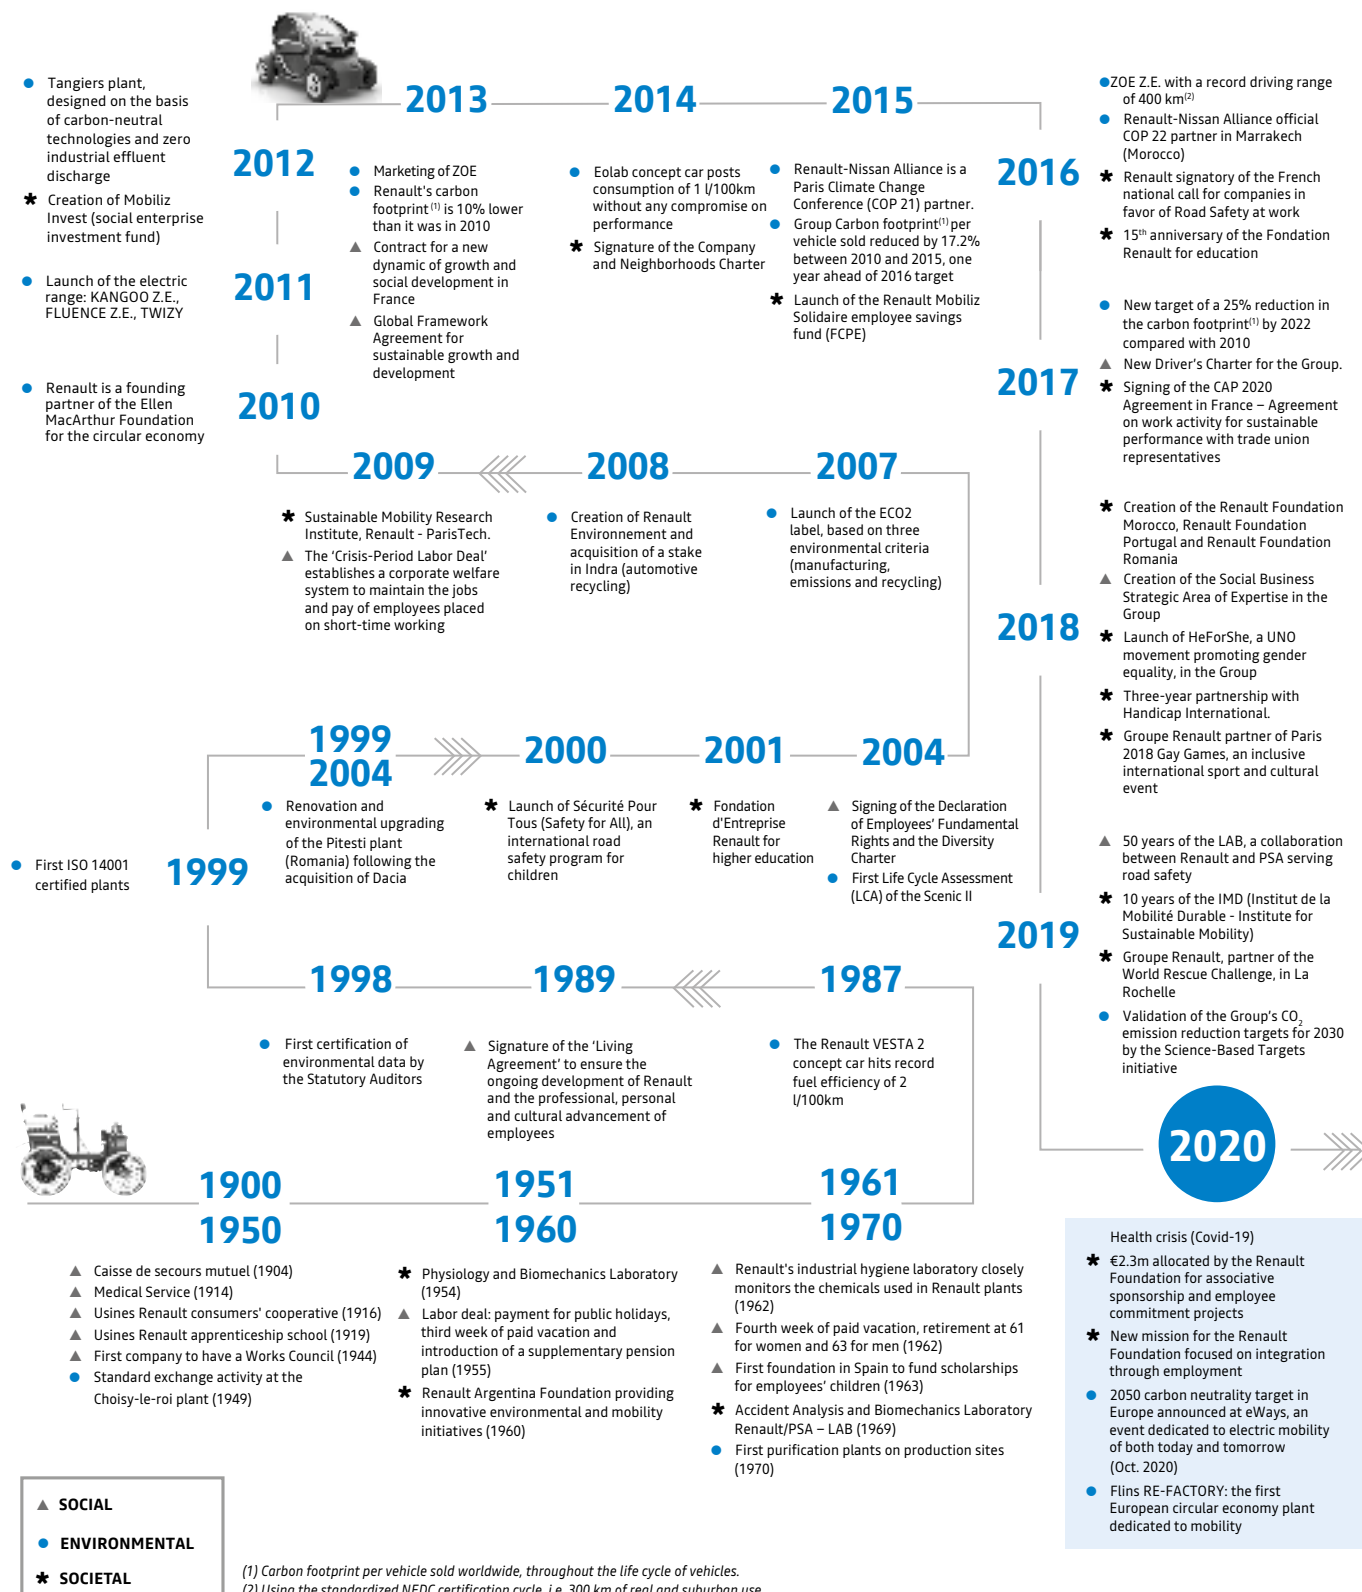 ● Tangiers plant,
designed on the basis
of carbon-neutral
technologies and zero
industrial effluent
discharge
* Creation of Mobiliz
Invest (social enterprise
investment fund)
2012
● Launch of the electric
range: KANGOO Z.E.,
FLUENCE Z.E., TWIZY
2011
● Renault is a founding
partner of the Ellen
MacArthur Foundation
for the circular economy
2010
2013
● Marketing of ZOE
● Renault's carbon
footprint (1) is 10% lower
than it was in 2010
▲ Contract for a new
dynamic of growth and
social development in
France
▲ Global Framework
Agreement for
sustainable growth and
development
2014
● Eolab concept car posts
consumption of 1 l/100km
without any compromise on
performance
* Signature of the Company
and Neighborhoods Charter
2015
● Renault-Nissan Alliance is a
Paris Climate Change
Conference (COP 21) partner.
● Group Carbon footprint(1) per
vehicle sold reduced by 17.2%
between 2010 and 2015, one
year ahead of 2016 target
* Launch of the Renault Mobiliz
Solidaire employee savings
fund (FCPE)
2016
● ZOE Z.E. with a record driving range
of 400 km(2)
● Renault-Nissan Alliance official
COP 22 partner in Marrakech
(Morocco)
* Renault signatory of the French
national call for companies in
favor of Road Safety at work
* 15th anniversary of the Fondation
Renault for education
2017
● New target of a 25% reduction in
the carbon footprint(1) by 2022
compared with 2010
▲ New Driver's Charter for the Group.
* Signing of the CAP 2020
Agreement in France – Agreement
on work activity for sustainable
performance with trade union
representatives
2009
* Sustainable Mobility Research
Institute, Renault - ParisTech.
▲ The 'Crisis-Period Labor Deal'
establishes a corporate welfare
system to maintain the jobs
and pay of employees placed
on short-time working
2008
● Creation of Renault
Environnement and
acquisition of a stake
in Indra (automotive
recycling)
2007
● Launch of the ECO2
label, based on three
environmental criteria
(manufacturing,
emissions and recycling)
2018
* Creation of the Renault Foundation
Morocco, Renault Foundation
Portugal and Renault Foundation
Romania
▲ Creation of the Social Business
Strategic Area of Expertise in the
Group
* Launch of HeForShe, a UNO
movement promoting gender
equality, in the Group
* Three-year partnership with
Handicap International.
* Groupe Renault partner of Paris
2018 Gay Games, an inclusive
international sport and cultural
event
● First ISO 14001
certified plants
1999
1999
2004
● Renovation and
environmental upgrading
of the Pitesti plant
(Romania) following the
acquisition of Dacia
2000
* Launch of Sécurité Pour
Tous (Safety for All), an
international road
safety program for
children
2001
* Fondation
d'Entreprise
Renault for
higher education
2004
▲ Signing of the Declaration
of Employees' Fundamental
Rights and the Diversity
Charter
● First Life Cycle Assessment
(LCA) of the Scenic II
2019
▲ 50 years of the LAB, a collaboration
between Renault and PSA serving
road safety
* 10 years of the IMD (Institut de la
Mobilité Durable - Institute for
Sustainable Mobility)
* Groupe Renault, partner of the
World Rescue Challenge, in La
Rochelle
● Validation of the Group's CO2
emission reduction targets for 2030
by the Science-Based Targets
initiative
1998
● First certification of
environmental data by
the Statutory Auditors
1989
▲ Signature of the 'Living
Agreement' to ensure the
ongoing development of Renault
and the professional, personal
and cultural advancement of
employees
1987
● The Renault VESTA 2
concept car hits record
fuel efficiency of 2
l/100km
1900
1950
▲ Caisse de secours mutuel (1904)
▲ Medical Service (1914)
▲ Usines Renault consumers' cooperative (1916)
▲ Usines Renault apprenticeship school (1919)
▲ First company to have a Works Council (1944)
● Standard exchange activity at the
Choisy-le-roi plant (1949)
1951
1960
* Physiology and Biomechanics Laboratory
(1954)
▲ Labor deal: payment for public holidays,
third week of paid vacation and
introduction of a supplementary pension
plan (1955)
* Renault Argentina Foundation providing
innovative environmental and mobility
initiatives (1960)
1961
1970
▲ Renault's industrial hygiene laboratory closely
monitors the chemicals used in Renault plants
(1962)
▲ Fourth week of paid vacation, retirement at 61
for women and 63 for men (1962)
▲ First foundation in Spain to fund scholarships
for employees' children (1963)
* Accident Analysis and Biomechanics Laboratory
Renault/PSA – LAB (1969)
● First purification plants on production sites
(1970)
2020
Health crisis (Covid-19)
* €2.3m allocated by the Renault
Foundation for associative
sponsorship and employee
commitment projects
* New mission for the Renault
Foundation focused on integration
through employment
● 2050 carbon neutrality target in
Europe announced at eWays, an
event dedicated to electric mobility
of both today and tomorrow
(Oct. 2020)
● Flins RE-FACTORY: the first
European circular economy plant
dedicated to mobility
▲ SOCIAL
● ENVIRONMENTAL
* SOCIETAL
(1) Carbon footprint per vehicle sold worldwide, throughout the life cycle of vehicles.
(2) Using the standardized NEDC certification cycle, i.e. 300 km of real and suburban use.